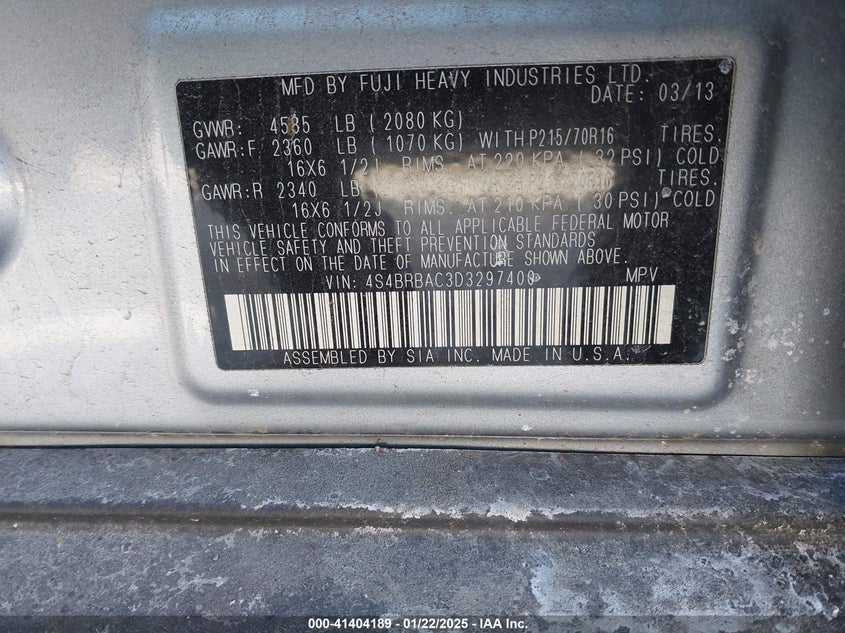 MFD BY FUJI HEAVY INDUSTRIES LTD.
DATE: 03/13
GVWR: 4585 LB ( 2080 KG)
GAWR:F 2360 LB ( 1070 KG) WITH P215/70R16 TIRES.
16X6 1/2J RIMS. AT 220 KPA ( 32 PSI) COLD
GAWR:R 2340 LB TIRES.
16X6 1/2J RIMS. AT 210 KPA ( 30 PSI) COLD
THIS VEHICLE CONFORMS TO ALL APPLICABLE FEDERAL MOTOR
VEHICLE SAFETY AND THEFT PREVENTION STANDARDS
IN EFFECT ON THE DATE OF MANUFACTURE SHOWN ABOVE.
VIN: 4S4BRBAC3D3297400 MPV
ASSEMBLED BY SIA INC. MADE IN U.S.A.
000-41404189 - 01/22/2025 - IAA Inc.